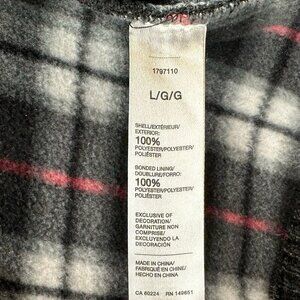 1797110
L/G/G
SHELL/EXTÉRIEUR/
EXTERIOR:
100%
POLYESTER/POLYESTER/
POLIÉSTER
BONDED LINING/
DOUBLURE/FORRO:
100%
POLYESTER/POLYESTER/
POLIÉSTER
EXCLUSIVE OF
DECORATION/
GARNITURE NON
COMPRISE/
EXCLUYENDO LA
DECORACIÓN
MADE IN CHINA/
FABRIQUÉ EN CHINE/
HECHO EN CHINA
CA 60224 RN 149651